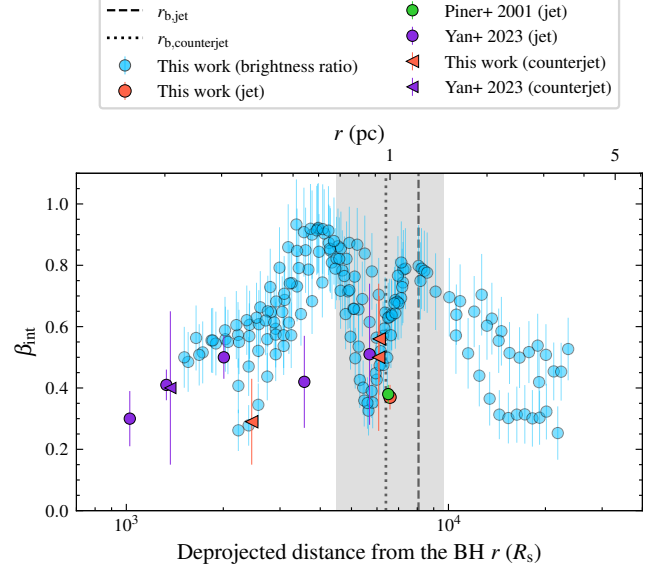 r_b,jet
r_b,counterjet
This work (brightness ratio)
This work (jet)
Piner+ 2001 (jet)
Yan+ 2023 (jet)
This work (counterjet)
Yan+ 2023 (counterjet)
r (pc)
1 5
1.0
0.8
0.6
0.4
0.2
0.0
β_int
10^3 10^4
Deprojected distance from the BH r (R_s)